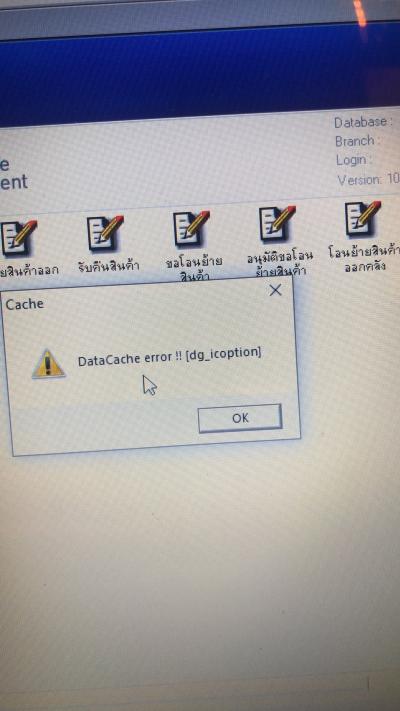 Database :
Branch :
Login :
Version: 10
e
ent
ยสินค้าออก
รับคืนสินค้า
ขอโอนย้าย
สินค้า
อนุมัติขอโอน
ย้ายสินค้า
โอนย้ายสินค้า
ออกคลัง
Cache
DataCache error !! [dg_icoption]
OK